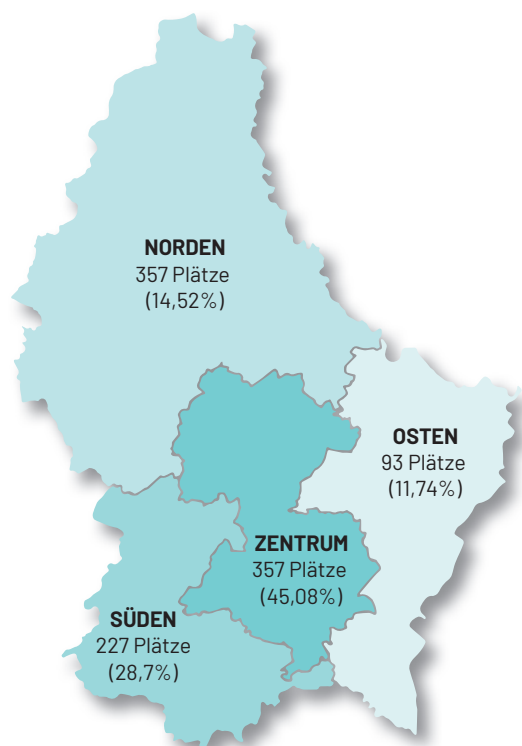 NORDEN
357 Plätze
(14,52%)
OSTEN
93 Plätze
(11,74%)
ZENTRUM
357 Plätze
(45,08%)
SÜDEN
227 Plätze
(28,7%)